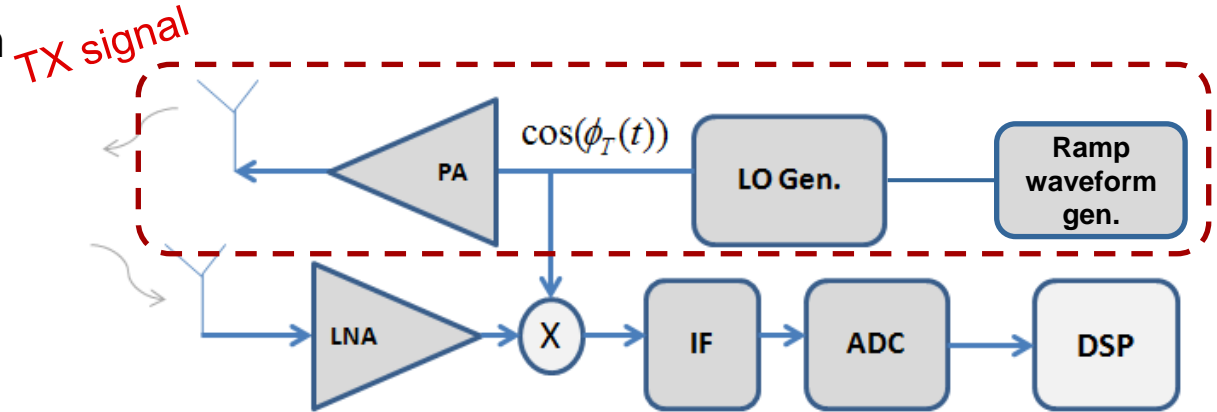 TX signal
cos(ϕ_T(t))
PA
LO Gen.
Ramp
waveform
gen.
LNA
X
IF
ADC
DSP